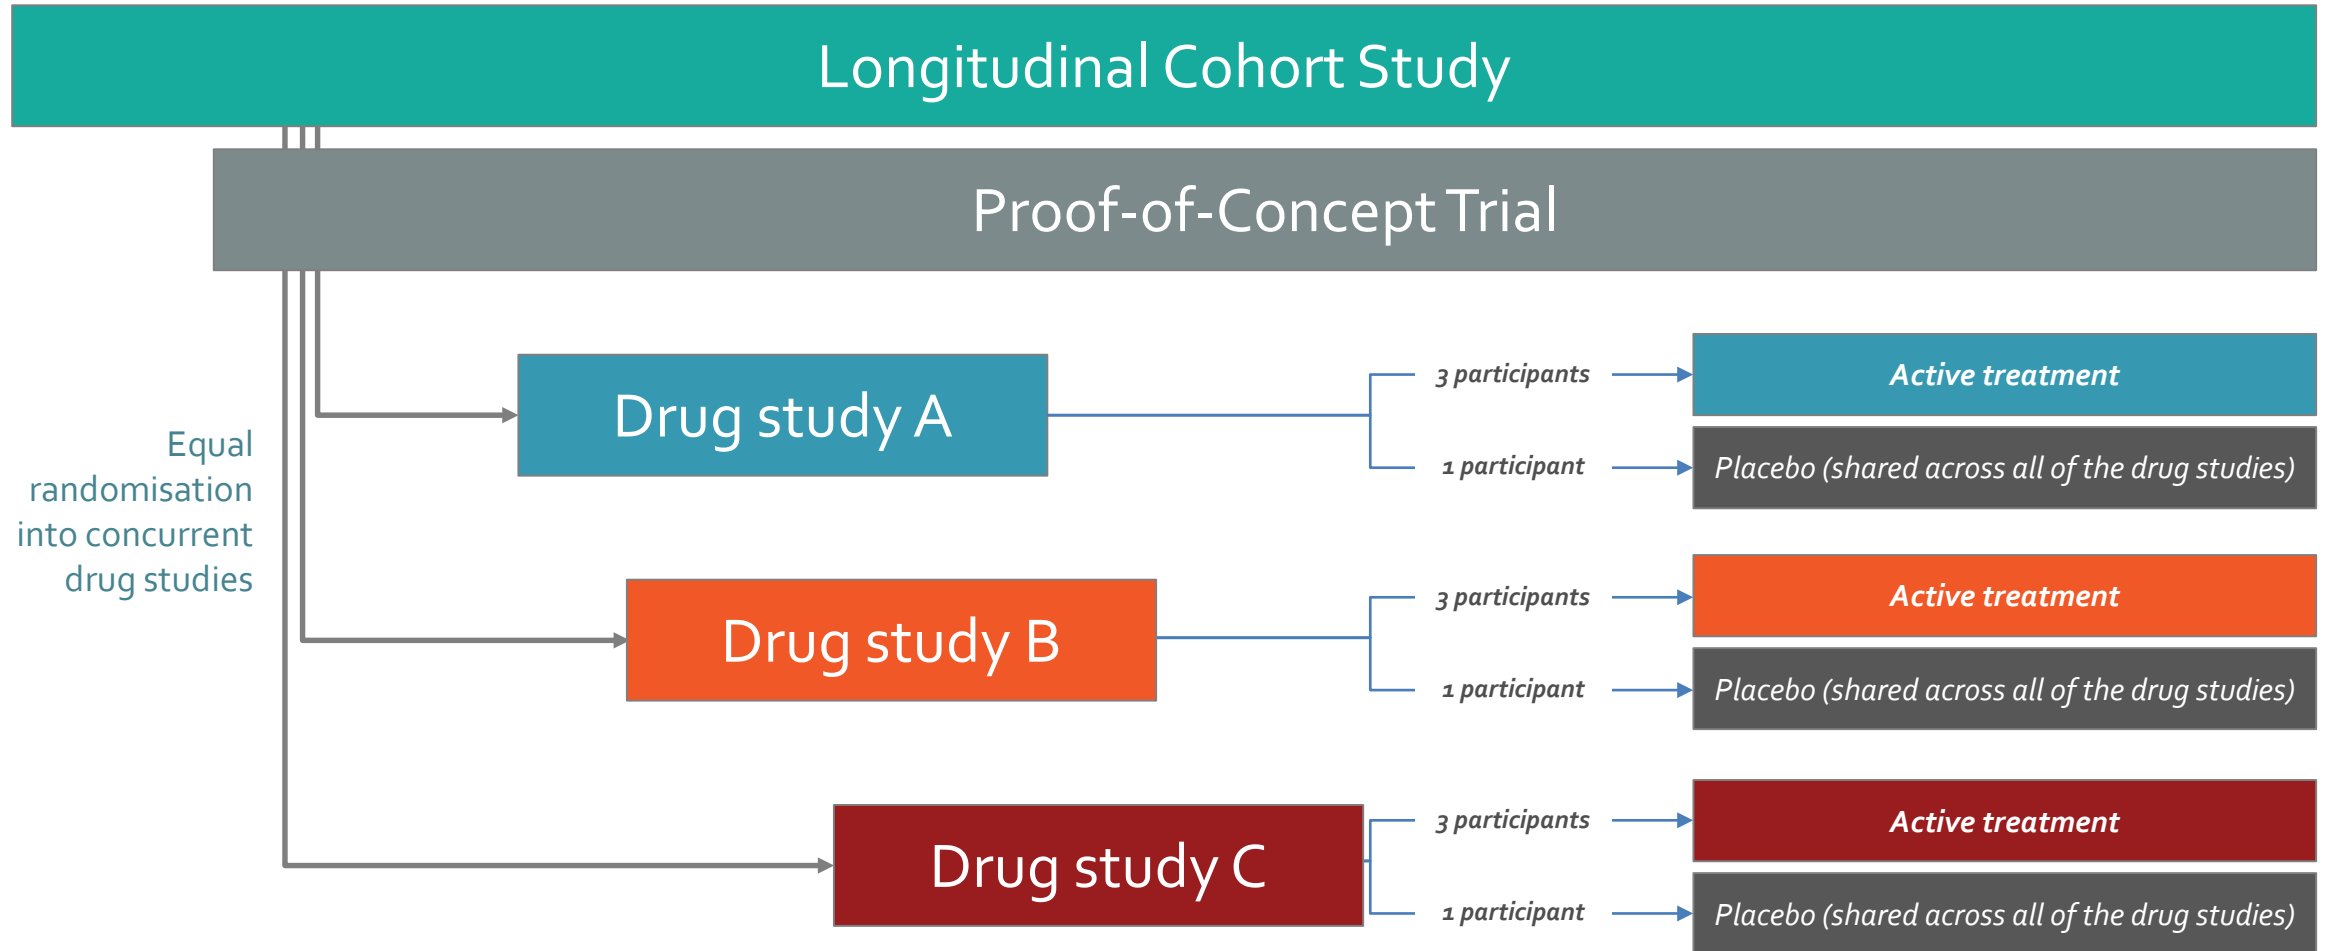 Longitudinal Cohort Study
Proof-of-Concept Trial
Equal
randomisation
into concurrent
drug studies
Drug study A
3 participants
Active treatment
1 participant
Placebo (shared across all of the drug studies)
Drug study B
3 participants
Active treatment
1 participant
Placebo (shared across all of the drug studies)
Drug study C
3 participants
Active treatment
1 participant
Placebo (shared across all of the drug studies)